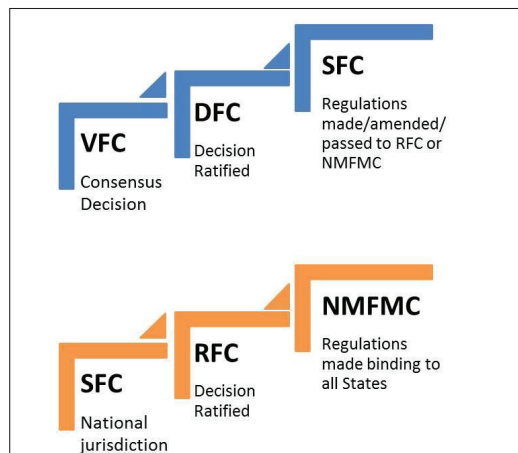 SFC
Regulations
made/amended/
passed to RFC or
NMFMC
DFC
Decision
Ratified
VFC
Consensus
Decision
NMFMC
Regulations
made binding to
all States
RFC
Decision
Ratified
SFC
National
jurisdiction